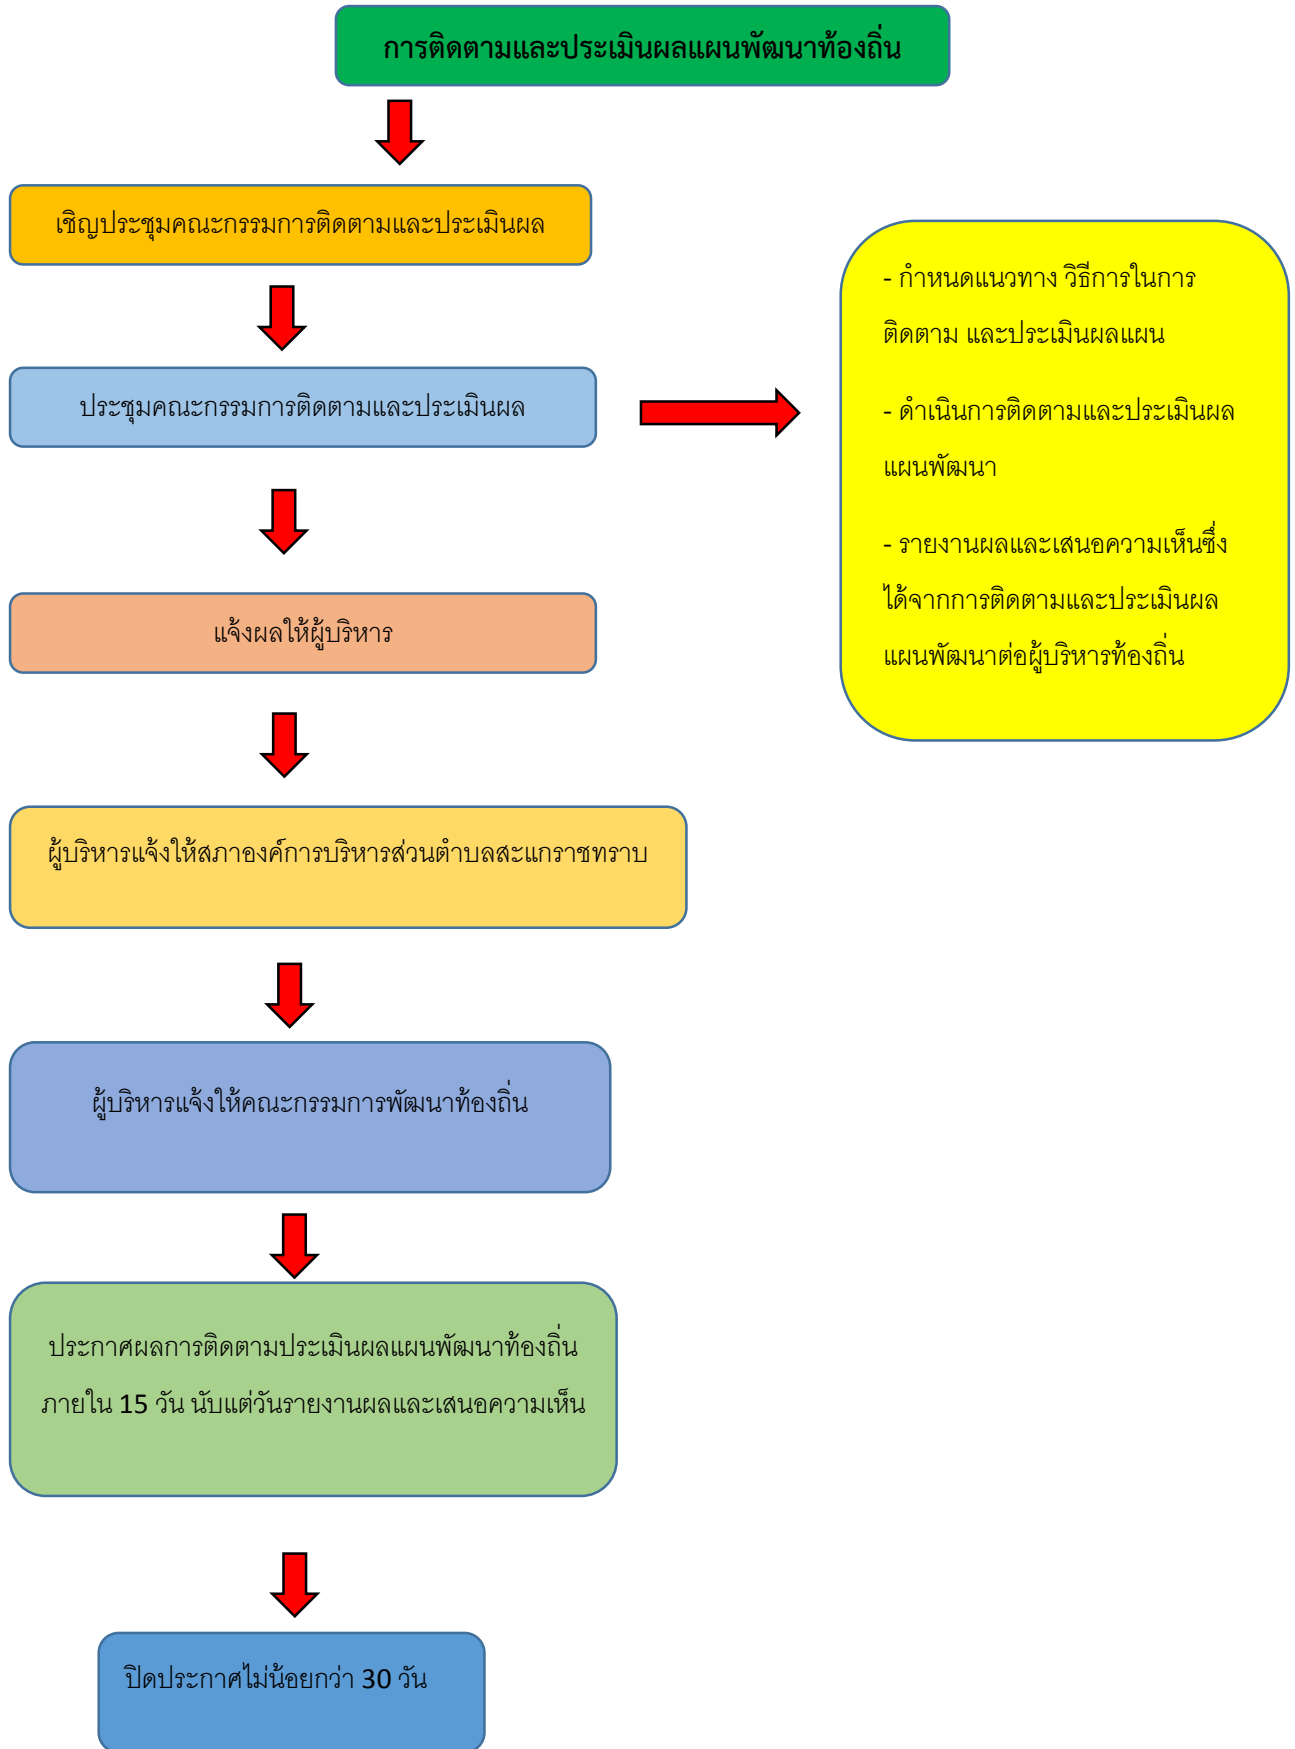 การติดตามและประเมินผลแผนพัฒนาท้องถิ่น
เชิญประชุมคณะกรรมการติดตามและประเมินผล
ประชุมคณะกรรมการติดตามและประเมินผล
- กำหนดแนวทาง วิธีการในการ
ติดตาม และประเมินผลแผน
- ดำเนินการติดตามและประเมินผล
แผนพัฒนา
- รายงานผลและเสนอความเห็นซึ่ง
ได้จากการติดตามและประเมินผล
แผนพัฒนาต่อผู้บริหารท้องถิ่น
แจ้งผลให้ผู้บริหาร
ผู้บริหารแจ้งให้สภาองค์การบริหารส่วนตำบลสะแกราชทราบ
ผู้บริหารแจ้งให้คณะกรรมการพัฒนาท้องถิ่น
ประกาศผลการติดตามประเมินผลแผนพัฒนาท้องถิ่น
ภายใน 15 วัน นับแต่วันรายงานผลและเสนอความเห็น
ปิดประกาศไม่น้อยกว่า 30 วัน